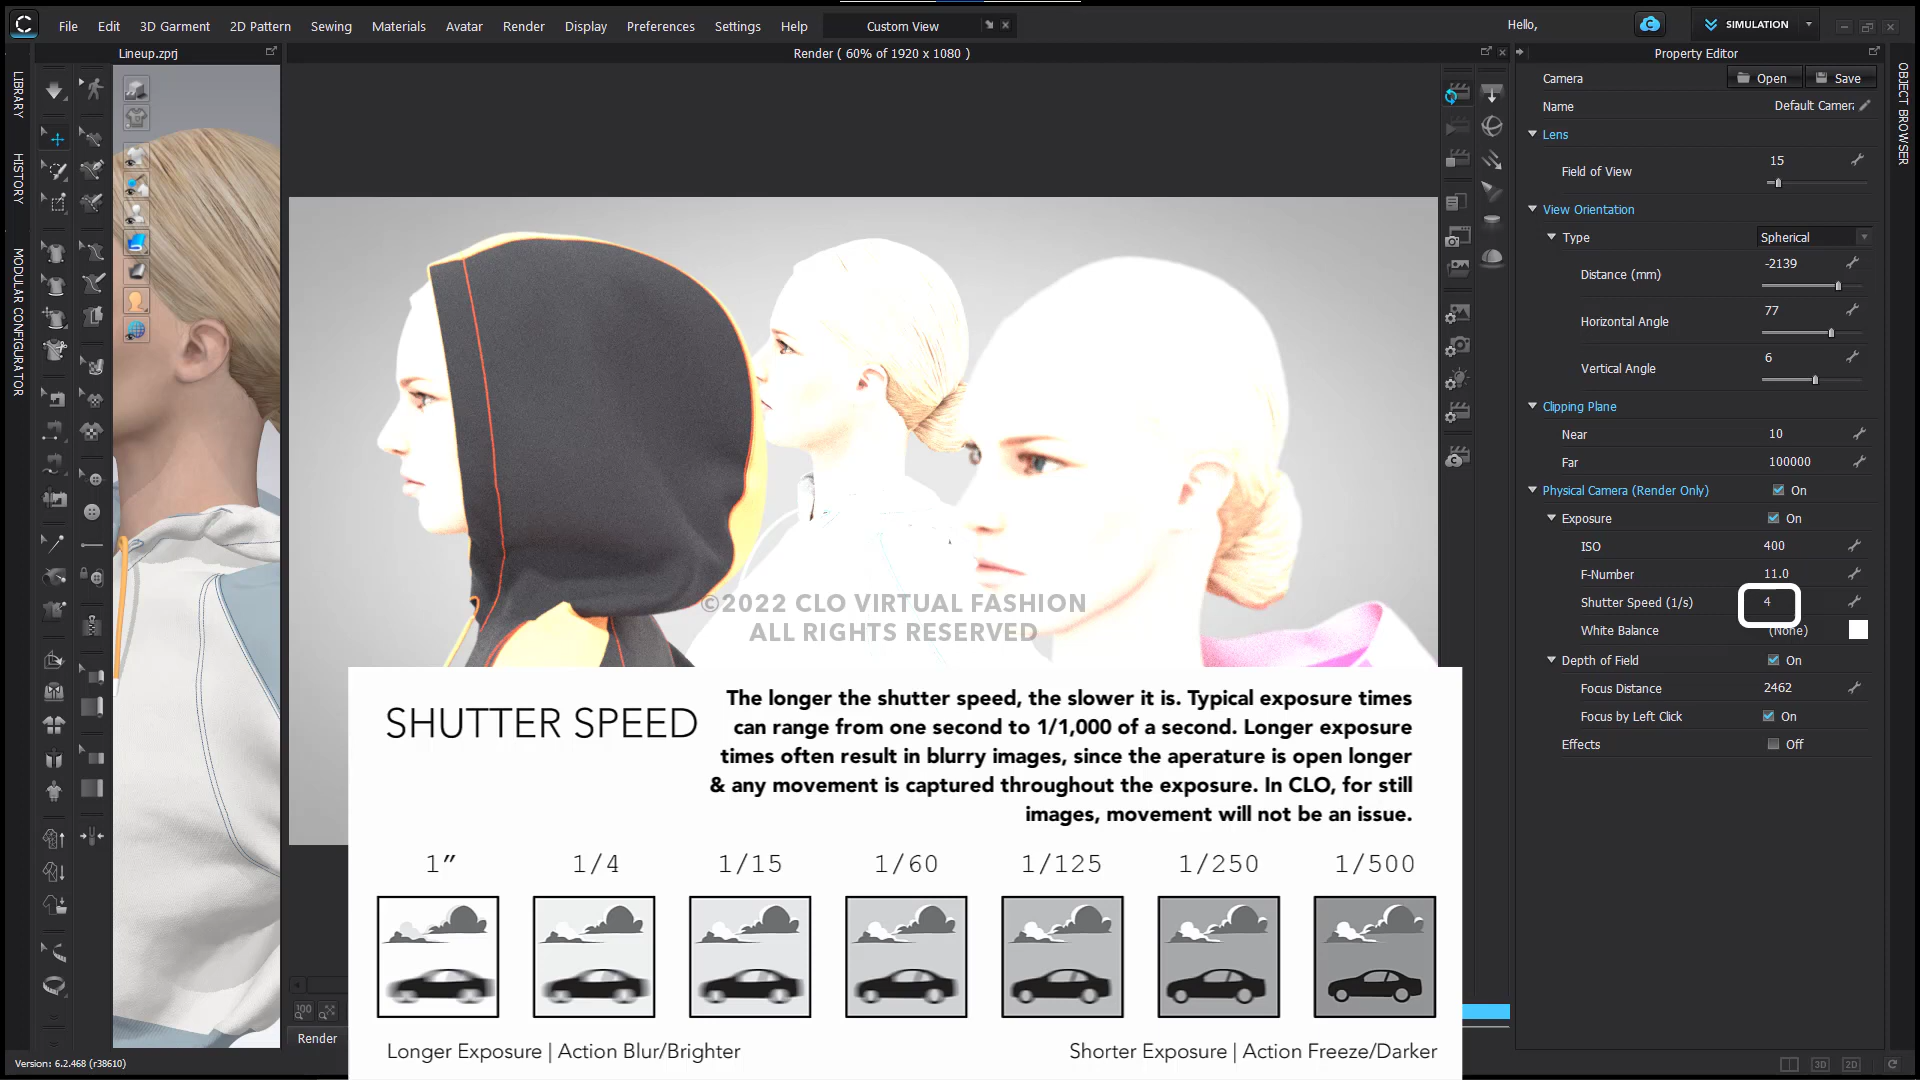 File Edit 3D Garment 2D Pattern Sewing Materials Avatar Render Display Preferences Settings Help Custom View Hello, SIMULATION
Lineup.zprj
Render ( 60% of 1920 x 1080 )
Property Editor
LIBRARY
HISTORY
MODULAR CONFIGURATOR
OBJECT BROWSER
Camera Open Save
Name Default Camer
Lens
Field of View 15
View Orientation
Type Spherical
Distance (mm) -2139
Horizontal Angle 77
Vertical Angle 6
Clipping Plane
Near 10
Far 100000
Physical Camera (Render Only) On
Exposure On
ISO 400
F-Number 11.0
Shutter Speed (1/s) 4
White Balance (None)
Depth of Field On
Focus Distance 2462
Focus by Left Click On
Effects Off
©2022 CLO VIRTUAL FASHION
ALL RIGHTS RESERVED
SHUTTER SPEED
The longer the shutter speed, the slower it is. Typical exposure times
can range from one second to 1/1,000 of a second. Longer exposure
times often result in blurry images, since the aperature is open longer
& any movement is captured throughout the exposure. In CLO, for still
images, movement will not be an issue.
1” 1/4 1/15 1/60 1/125 1/250 1/500
Longer Exposure | Action Blur/Brighter
Shorter Exposure | Action Freeze/Darker
100
Render
Version: 6.2.468 (r38610)
3D 2D